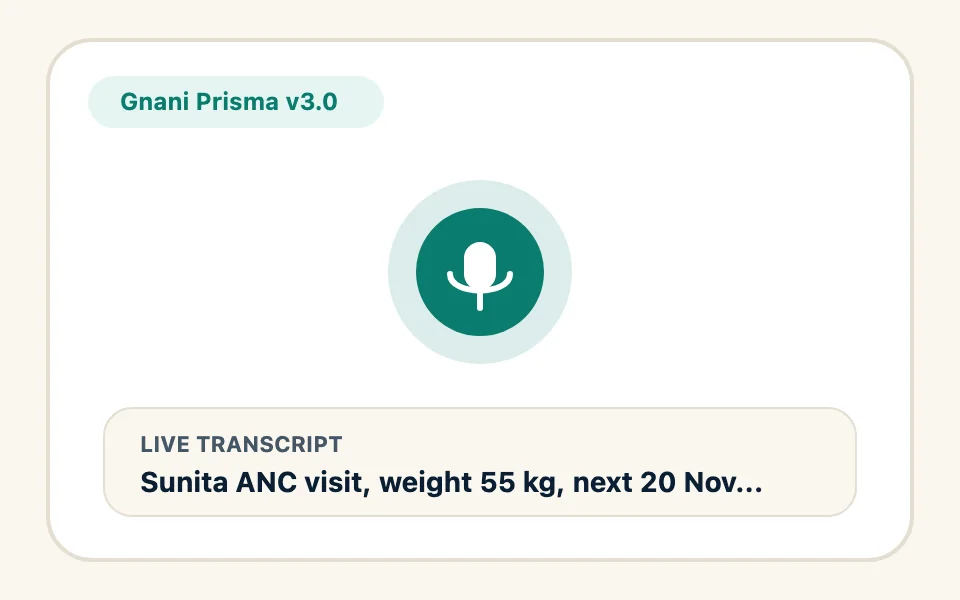 Gnani Prisma v3.0
LIVE TRANSCRIPT
Sunita ANC visit, weight 55 kg, next 20 Nov...